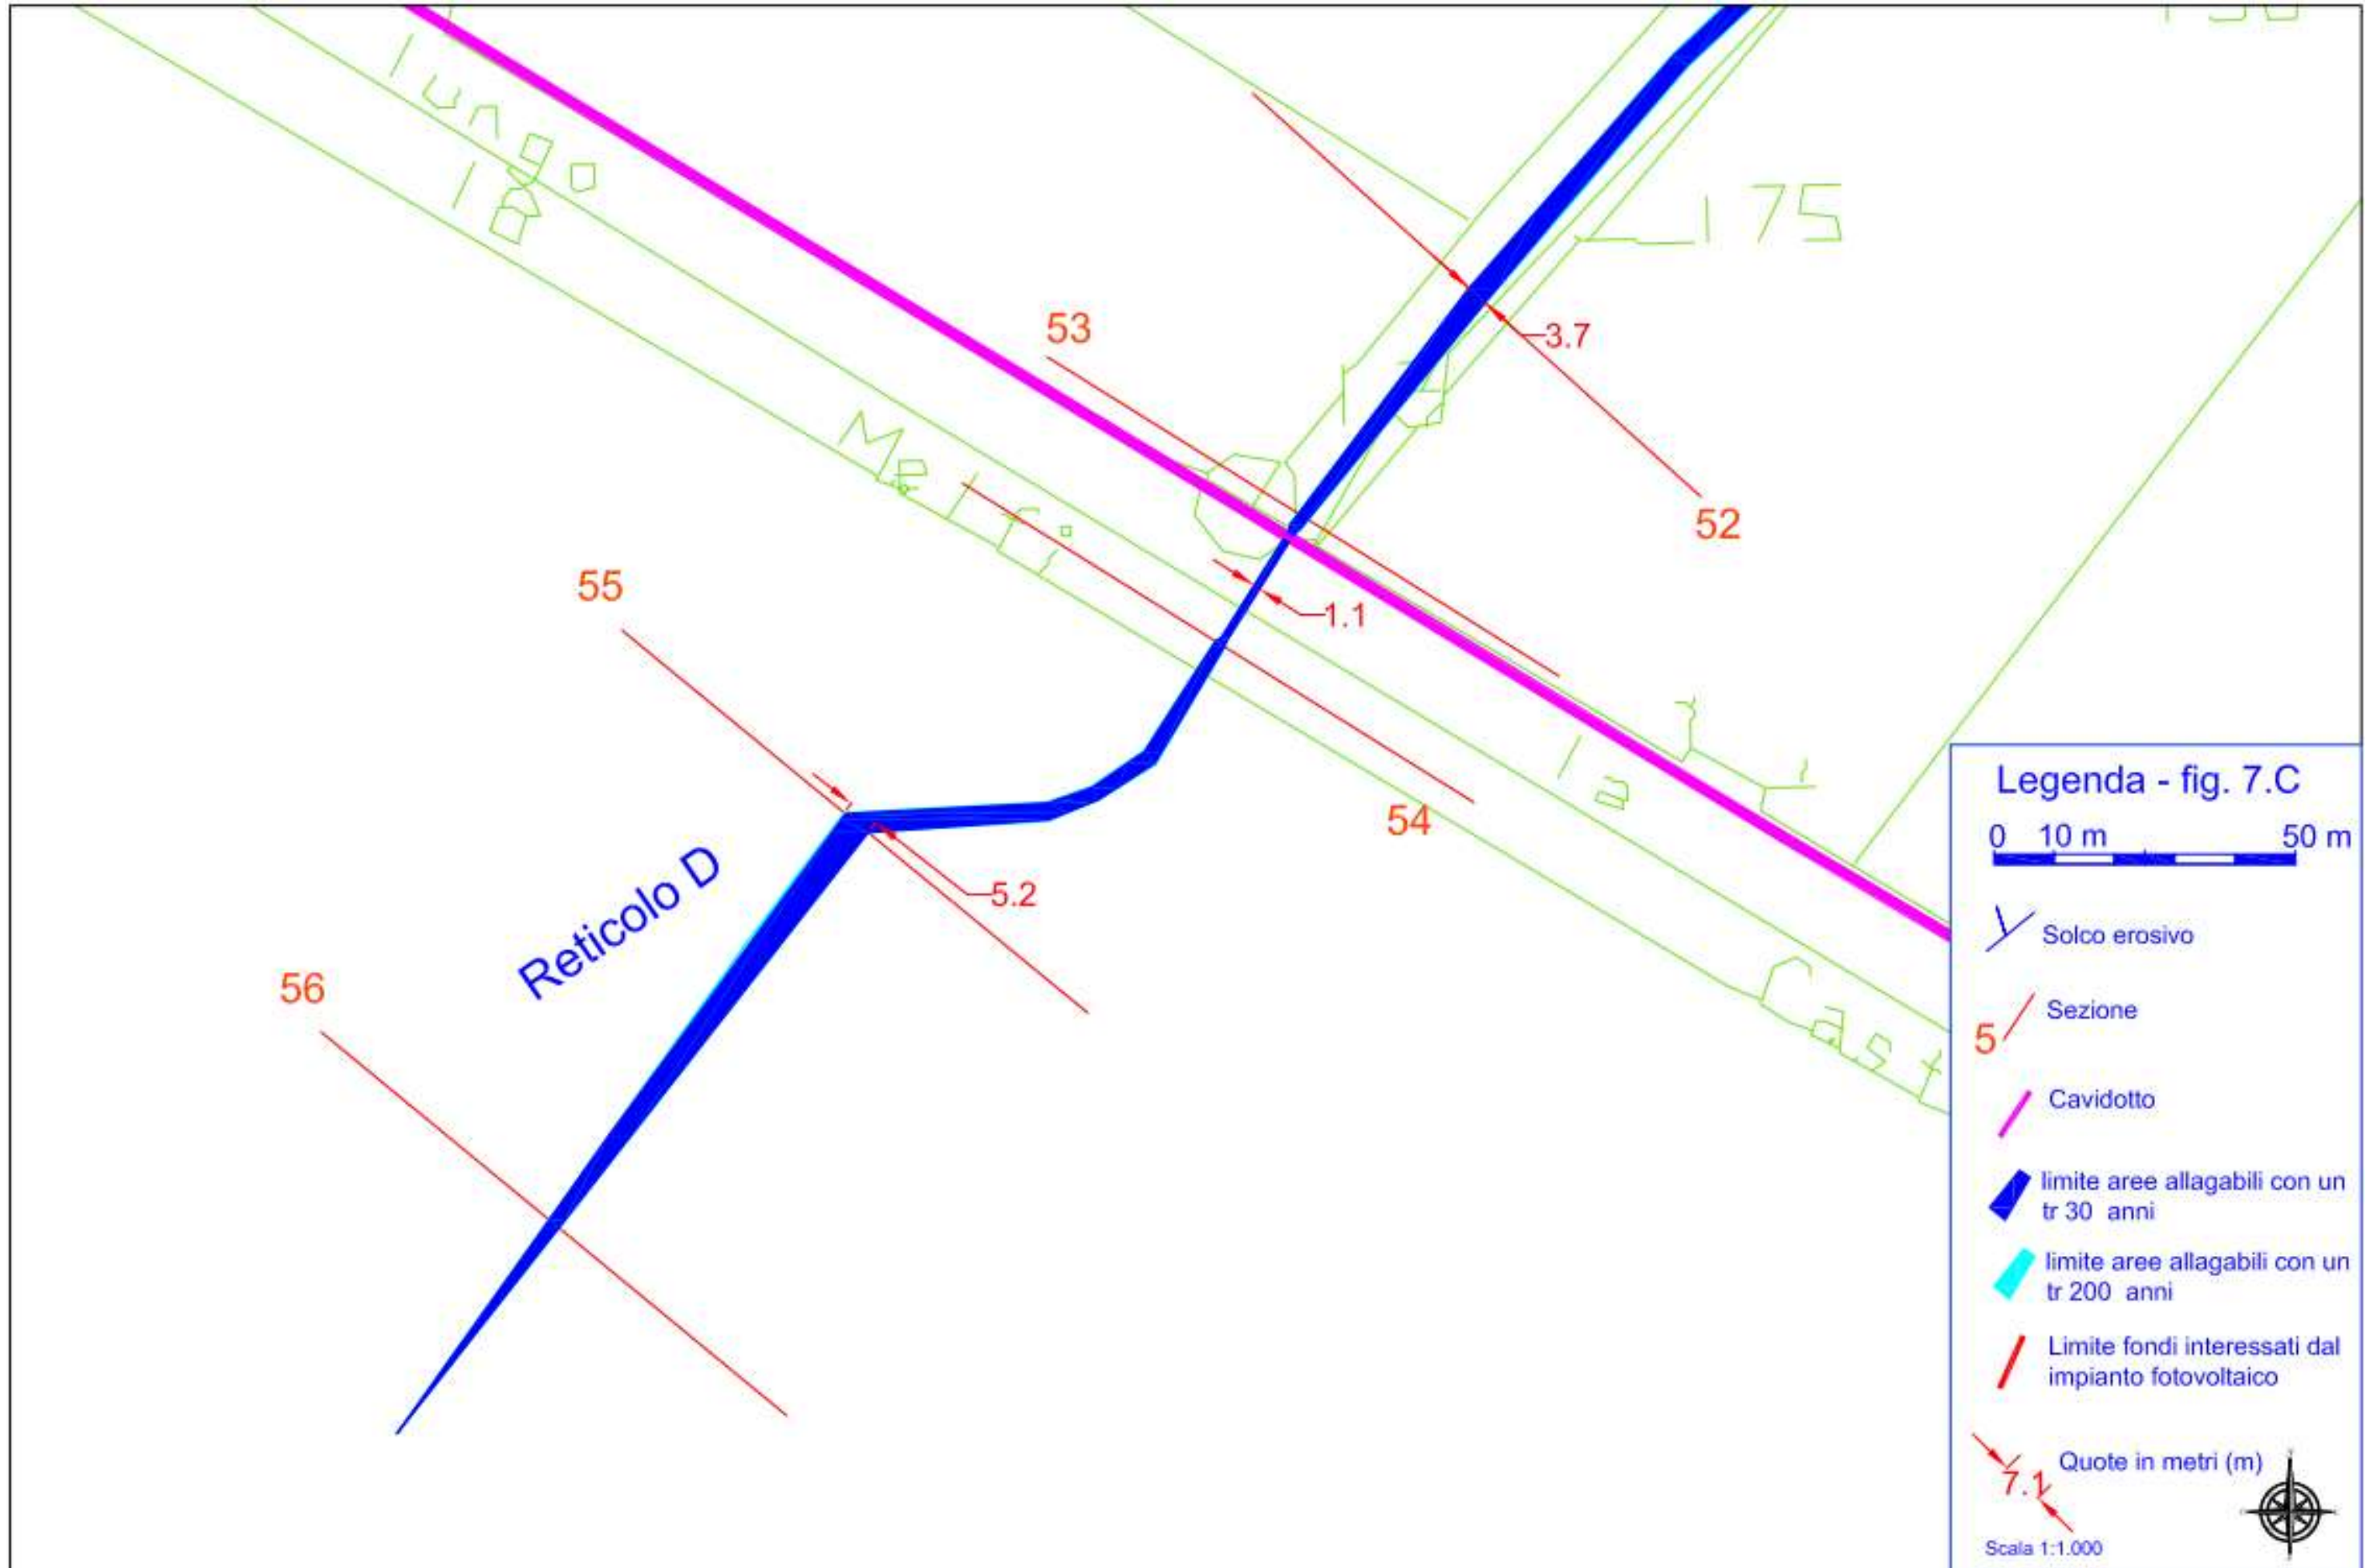 lungo
la
175
53
3.7
Melfi
52
55
1.1
54
la
5.2
Reticolo D
56
Cast
Legenda - fig. 7.C
0 10 m 50 m
Solco erosivo
Sezione
5
Cavidotto
limite aree allagabili con un
tr 30 anni
limite aree allagabili con un
tr 200 anni
Limite fondi interessati dal
impianto fotovoltaico
Quote in metri (m)
7.1
Scala 1:1.000